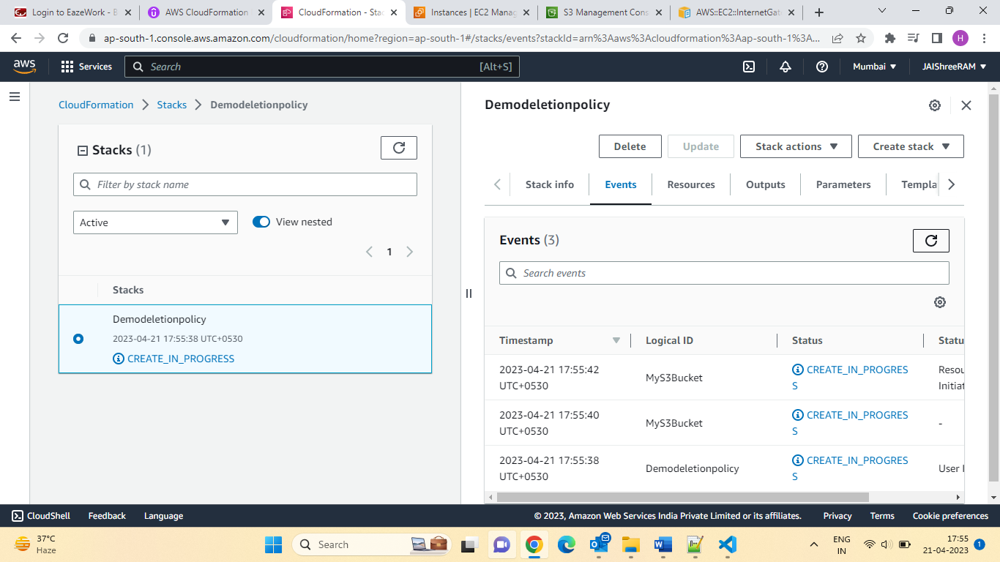 Login to EazeWork - B
AWS CloudFormation
CloudFormation - Stac
Instances | EC2 Manag
S3 Management Cons
AWS::EC2::InternetGat
ap-south-1.console.aws.amazon.com/cloudformation/home?region=ap-south-1#/stacks/events?stackId=arn%3Aaws%3Acloudformation%3Aap-south-1%3A...
H
aws
Services
Search
[Alt+S]
Mumbai
JAIShreeRAM
CloudFormation
Stacks
Demodeletionpolicy
Stacks (1)
Filter by stack name
Active
View nested
1
Stacks
Demodeletionpolicy
2023-04-21 17:55:38 UTC+0530
CREATE_IN_PROGRESS
Demodeletionpolicy
Delete
Update
Stack actions
Create stack
Stack info
Events
Resources
Outputs
Parameters
Templa
Events (3)
Search events
Timestamp
Logical ID
Status
Statu
2023-04-21 17:55:42
UTC+0530
MyS3Bucket
CREATE_IN_PROGRES
S
Resou
Initiat
2023-04-21 17:55:40
UTC+0530
MyS3Bucket
CREATE_IN_PROGRES
S
-
2023-04-21 17:55:38
UTC+0530
Demodeletionpolicy
CREATE_IN_PROGRES
S
User I
CloudShell
Feedback
Language
© 2023, Amazon Web Services India Private Limited or its affiliates.
Privacy
Terms
Cookie preferences
37°C
Haze
Search
ENG
IN
17:55
21-04-2023
1